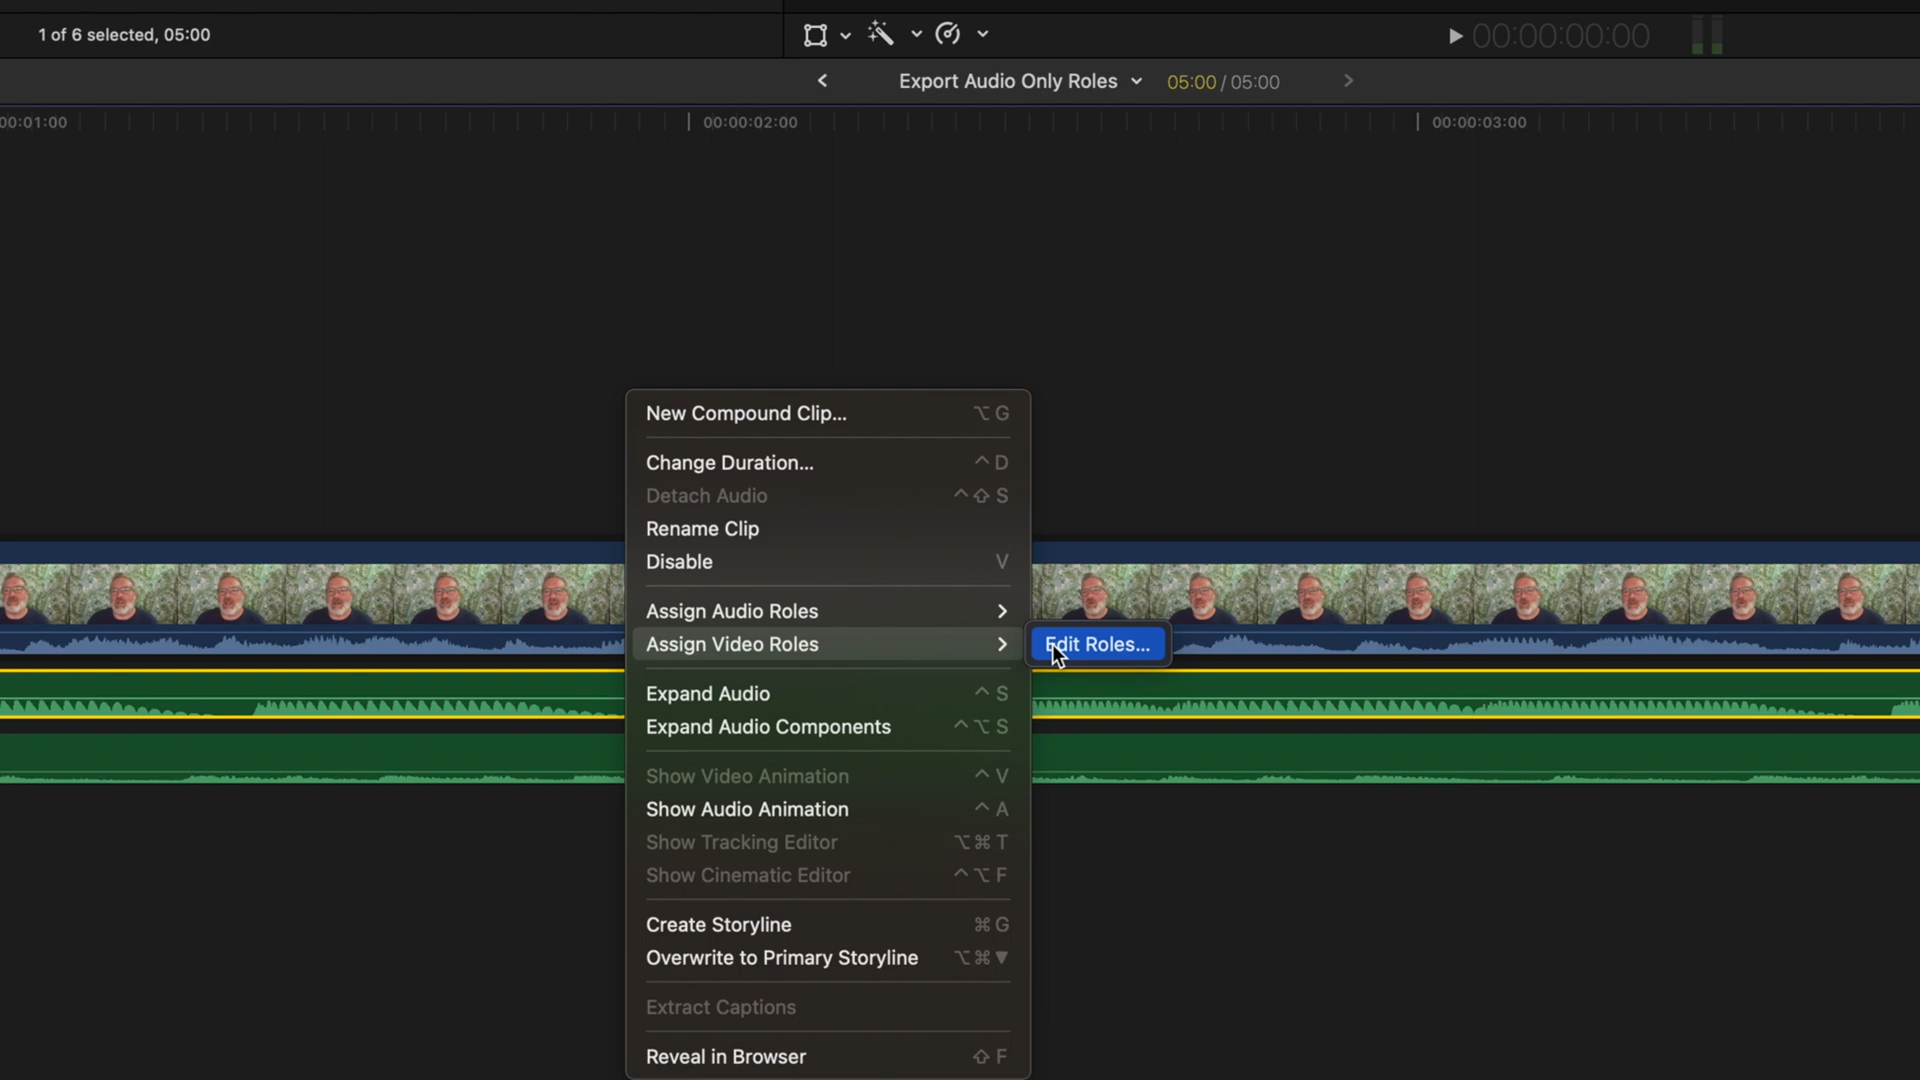 1 of 6 selected, 05:00
00:00:00:00
Export Audio Only Roles 05:00 / 05:00
00:01:00 00:00:02:00 00:00:03:00
New Compound Clip... ⌥ G
Change Duration... ^ D
Detach Audio ^ ⇧ S
Rename Clip
Disable V
Assign Audio Roles
Assign Video Roles
Edit Roles...
Expand Audio ^ S
Expand Audio Components ^ ⌥ S
Show Video Animation ^ V
Show Audio Animation ^ A
Show Tracking Editor ⌥ ⌘ T
Show Cinematic Editor ^ ⌥ F
Create Storyline ⌘ G
Overwrite to Primary Storyline ⌥ ⌘ ▼
Extract Captions
Reveal in Browser ⇧ F